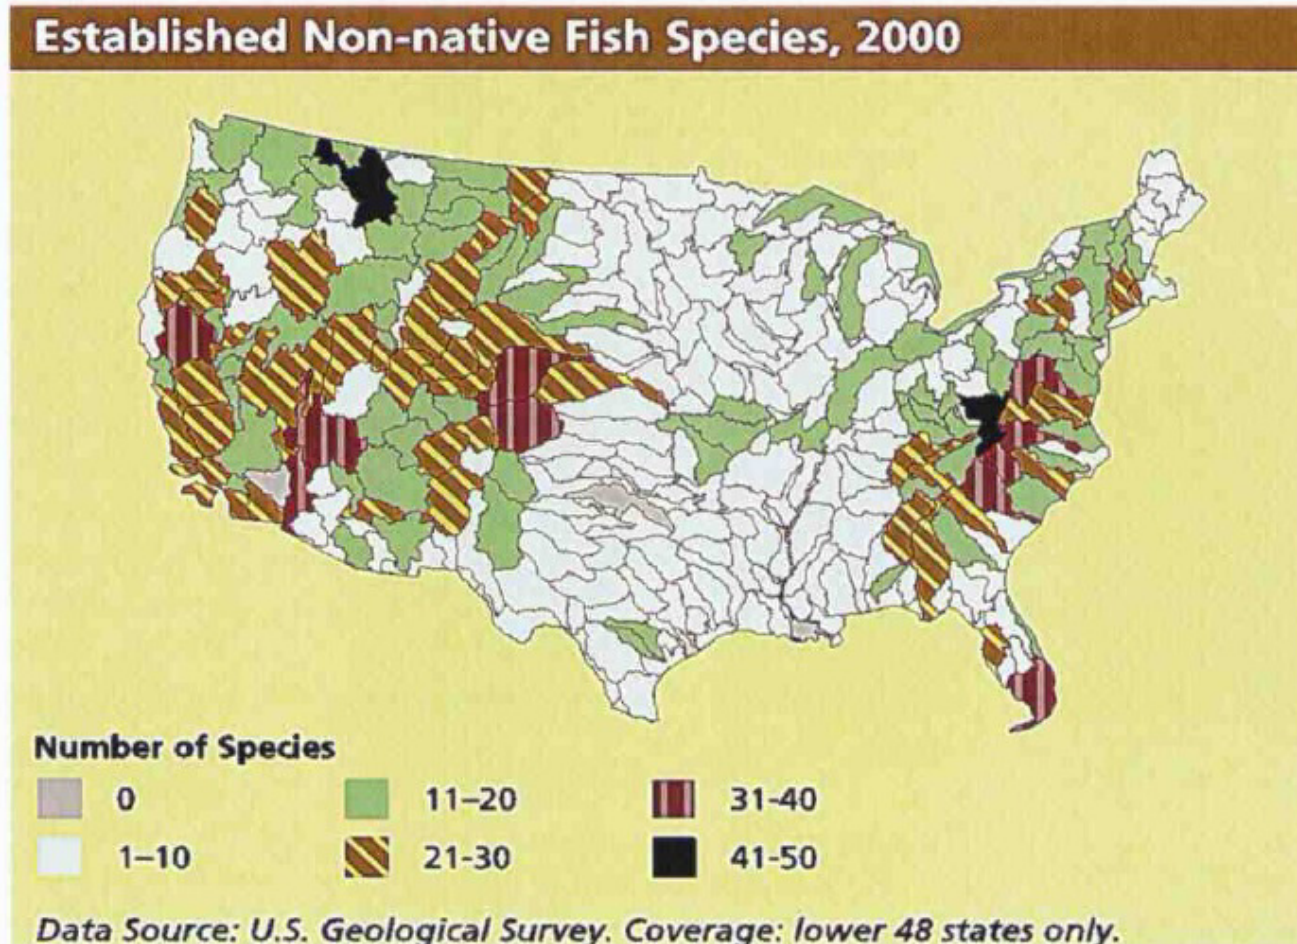 Established Non-native Fish Species, 2000
Number of Species
0
11–20
31-40
1–10
21-30
41-50
Data Source: U.S. Geological Survey. Coverage: lower 48 states only.